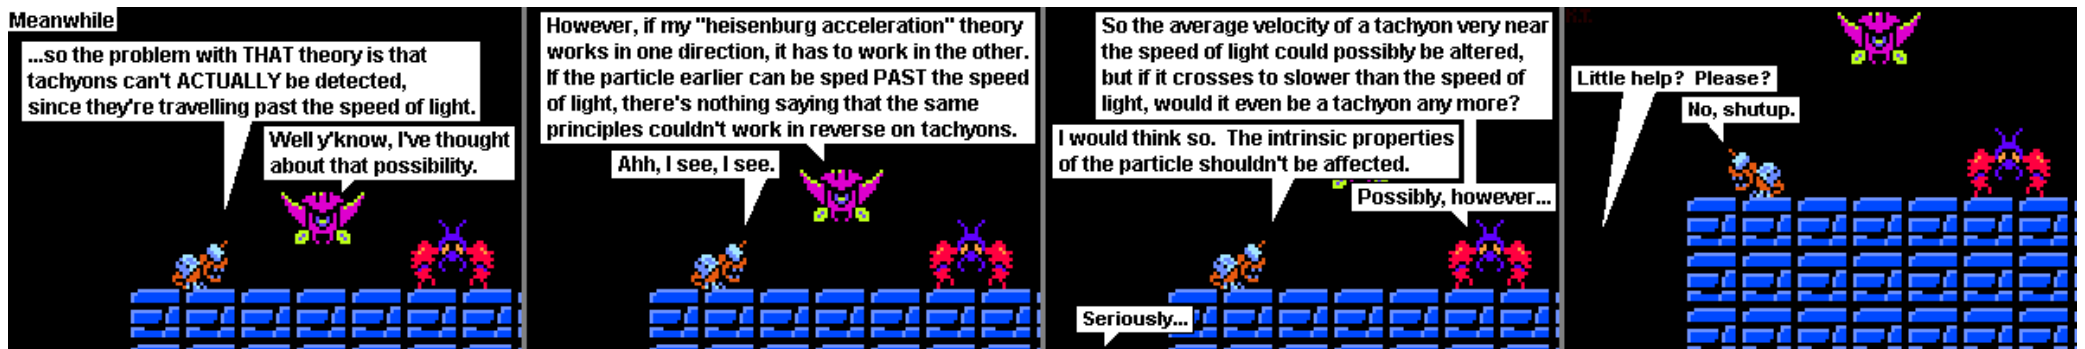 Meanwhile
...so the problem with THAT theory is that
tachyons can't ACTUALLY be detected,
since they're travelling past the speed of light.
Well y'know, I've thought
about that possibility.
However, if my "heisenburg acceleration" theory
works in one direction, it has to work in the other.
If the particle earlier can be sped PAST the speed
of light, there's nothing saying that the same
principles couldn't work in reverse on tachyons.
Ahh, I see, I see.
So the average velocity of a tachyon very near
the speed of light could possibly be altered,
but if it crosses to slower than the speed of
light, would it even be a tachyon any more?
I would think so. The intrinsic properties
of the particle shouldn't be affected.
Possibly, however...
Seriously...
Little help? Please?
No, shutup.